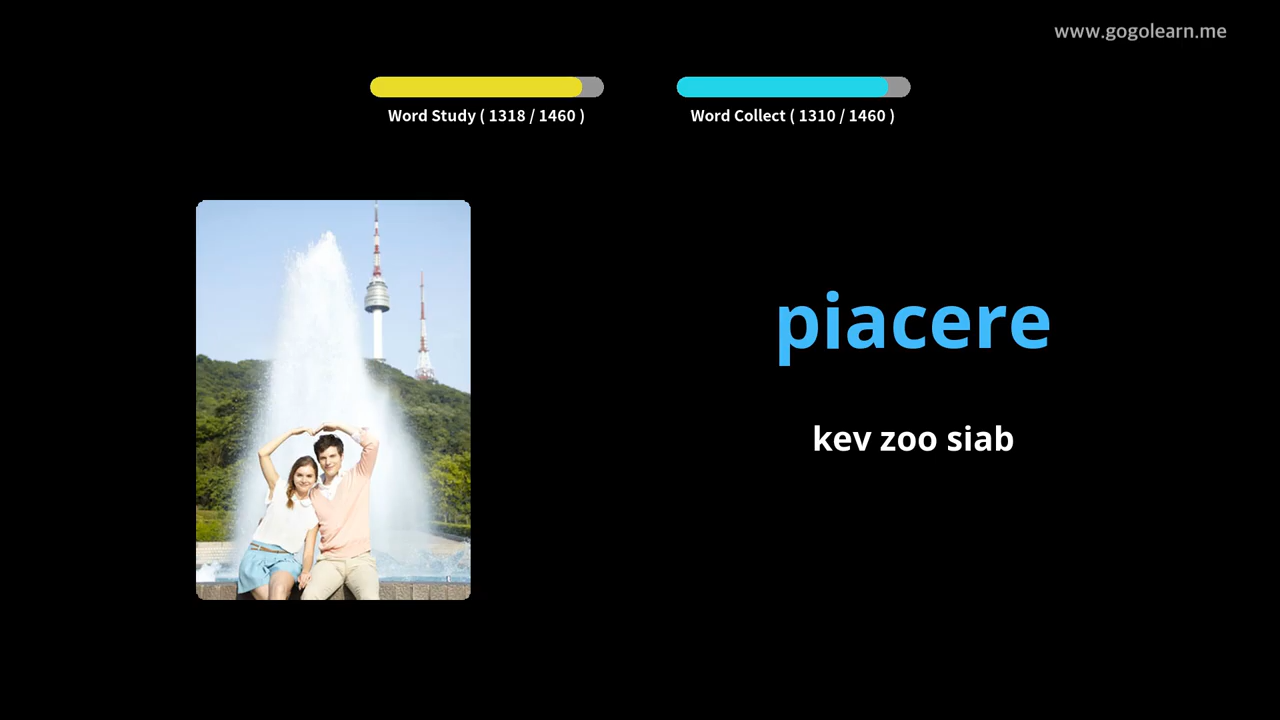 www.gogolearn.me
Word Study ( 1318 / 1460 )
Word Collect ( 1310 / 1460 )
piacere
kev zoo siab